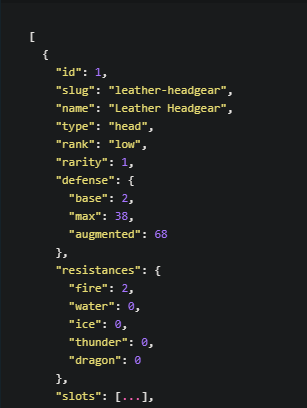 [
  {
    "id": 1,
    "slug": "leather-headgear",
    "name": "Leather Headgear",
    "type": "head",
    "rank": "low",
    "rarity": 1,
    "defense": {
      "base": 2,
      "max": 38,
      "augmented": 68
    },
    "resistances": {
      "fire": 2,
      "water": 0,
      "ice": 0,
      "thunder": 0,
      "dragon": 0
    },
    "slots": [...],